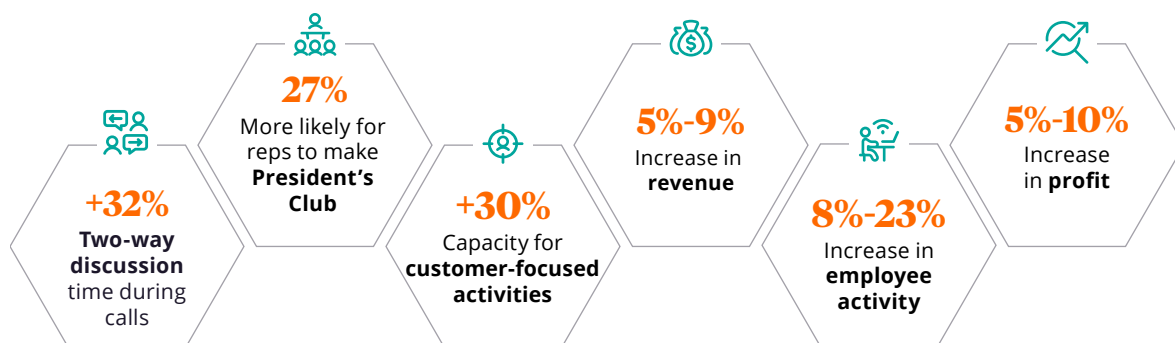 +32%
Two-way
discussion
time during
calls
27%
More likely for
reps to make
President’s
Club
+30%
Capacity for
customer-focused
activities
5%-9%
Increase in
revenue
8%-23%
Increase in
employee
activity
5%-10%
Increase
in profit